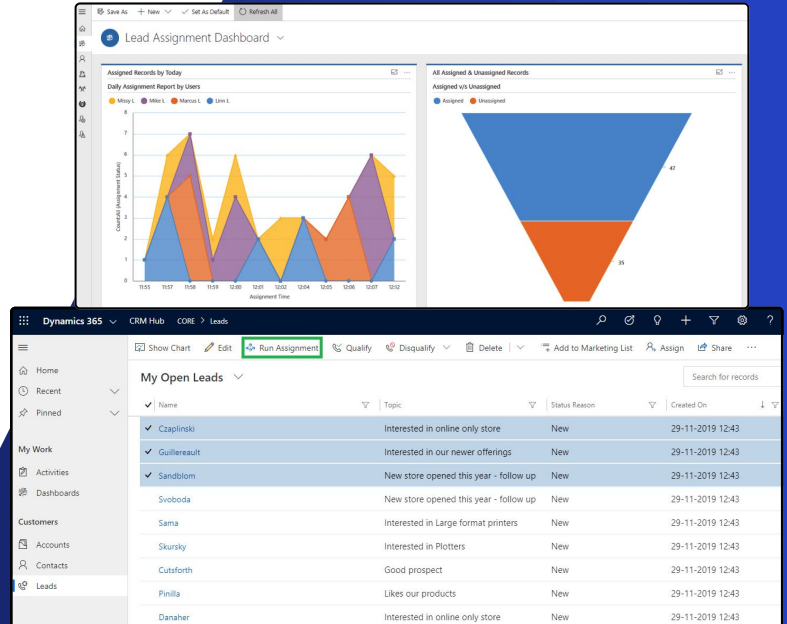 Save As New Set As Default Refresh All
Lead Assignment Dashboard
Assigned Records by Today
Daily Assignment Report by Users
Missy L Mike L Marcus L Linn L
8
7
6
5
4
3
2
1
0
Count:All (Assignment Status)
11:55 11:57 11:58 11:59 12:00 12:01 12:02 12:04 12:05 12:06 12:07 12:12
Assignment Time
All Assigned & Unassigned Records
Assigned v/s Unassigned
Assigned Unassigned
47
35
Dynamics 365 CRM Hub CORE > Leads
Show Chart Edit Run Assignment Qualify Disqualify Delete Add to Marketing List Assign Share ...
Home
Recent
Pinned
My Work
Activities
Dashboards
Customers
Accounts
Contacts
Leads
My Open Leads Search for records
Name Topic Status Reason Created On
Czaplinski Interested in online only store New 29-11-2019 12:43
Guillereault Interested in our newer offerings New 29-11-2019 12:43
Sandblom New store opened this year - follow up New 29-11-2019 12:43
Svoboda New store opened this year - follow up New 29-11-2019 12:43
Sama Interested in Large format printers New 29-11-2019 12:43
Skursky Interested in Plotters New 29-11-2019 12:43
Cutsforth Good prospect New 29-11-2019 12:43
Pinilla Likes our products New 29-11-2019 12:43
Danaher Interested in online only store New 29-11-2019 12:43